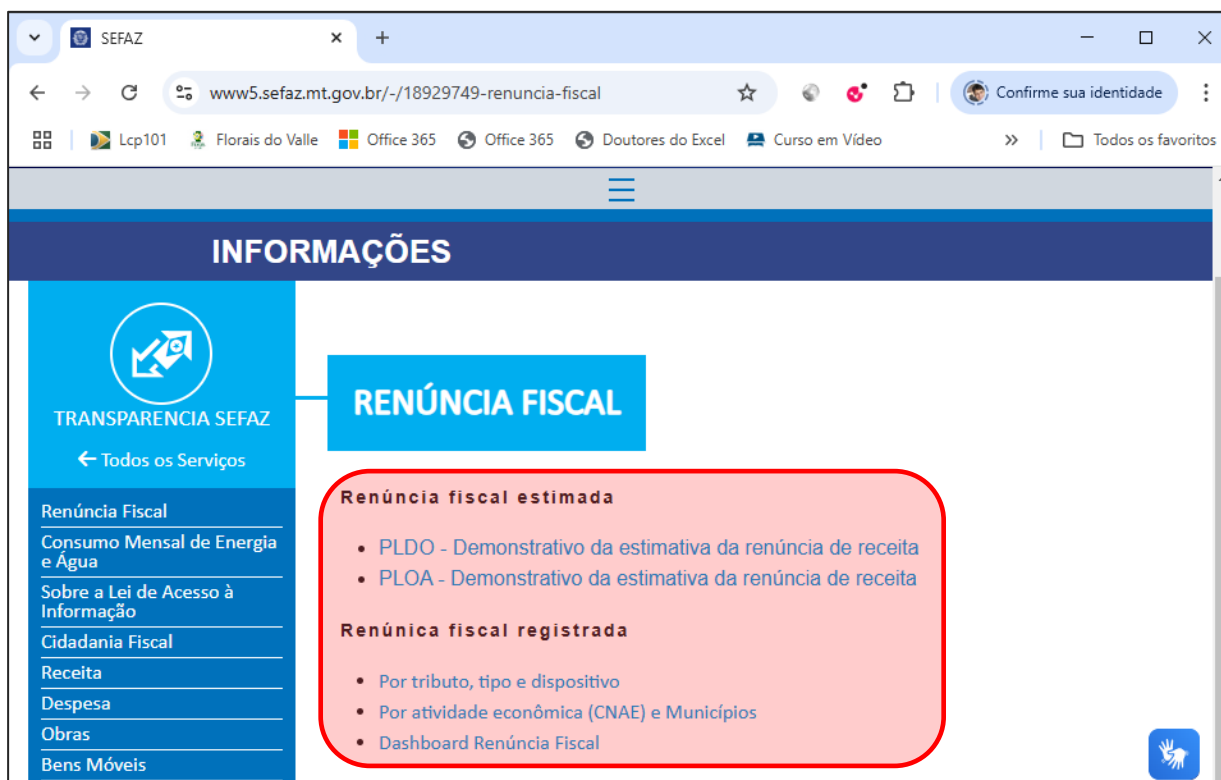 SEFAZ
www5.sefaz.mt.gov.br/-/18929749-renuncia-fiscal
Confirme sua identidade
Lcp101 Florais do Valle Office 365 Office 365 Doutores do Excel Curso em Vídeo » Todos os favoritos
INFORMAÇÕES
TRANSPARENCIA SEFAZ
← Todos os Serviços
Renúncia Fiscal
Consumo Mensal de Energia
e Água
Sobre a Lei de Acesso à
Informação
Cidadania Fiscal
Receita
Despesa
Obras
Bens Móveis
RENÚNCIA FISCAL
Renúncia fiscal estimada
• PLDO - Demonstrativo da estimativa da renúncia de receita
• PLOA - Demonstrativo da estimativa da renúncia de receita
Renúnica fiscal registrada
• Por tributo, tipo e dispositivo
• Por atividade econômica (CNAE) e Municípios
• Dashboard Renúncia Fiscal